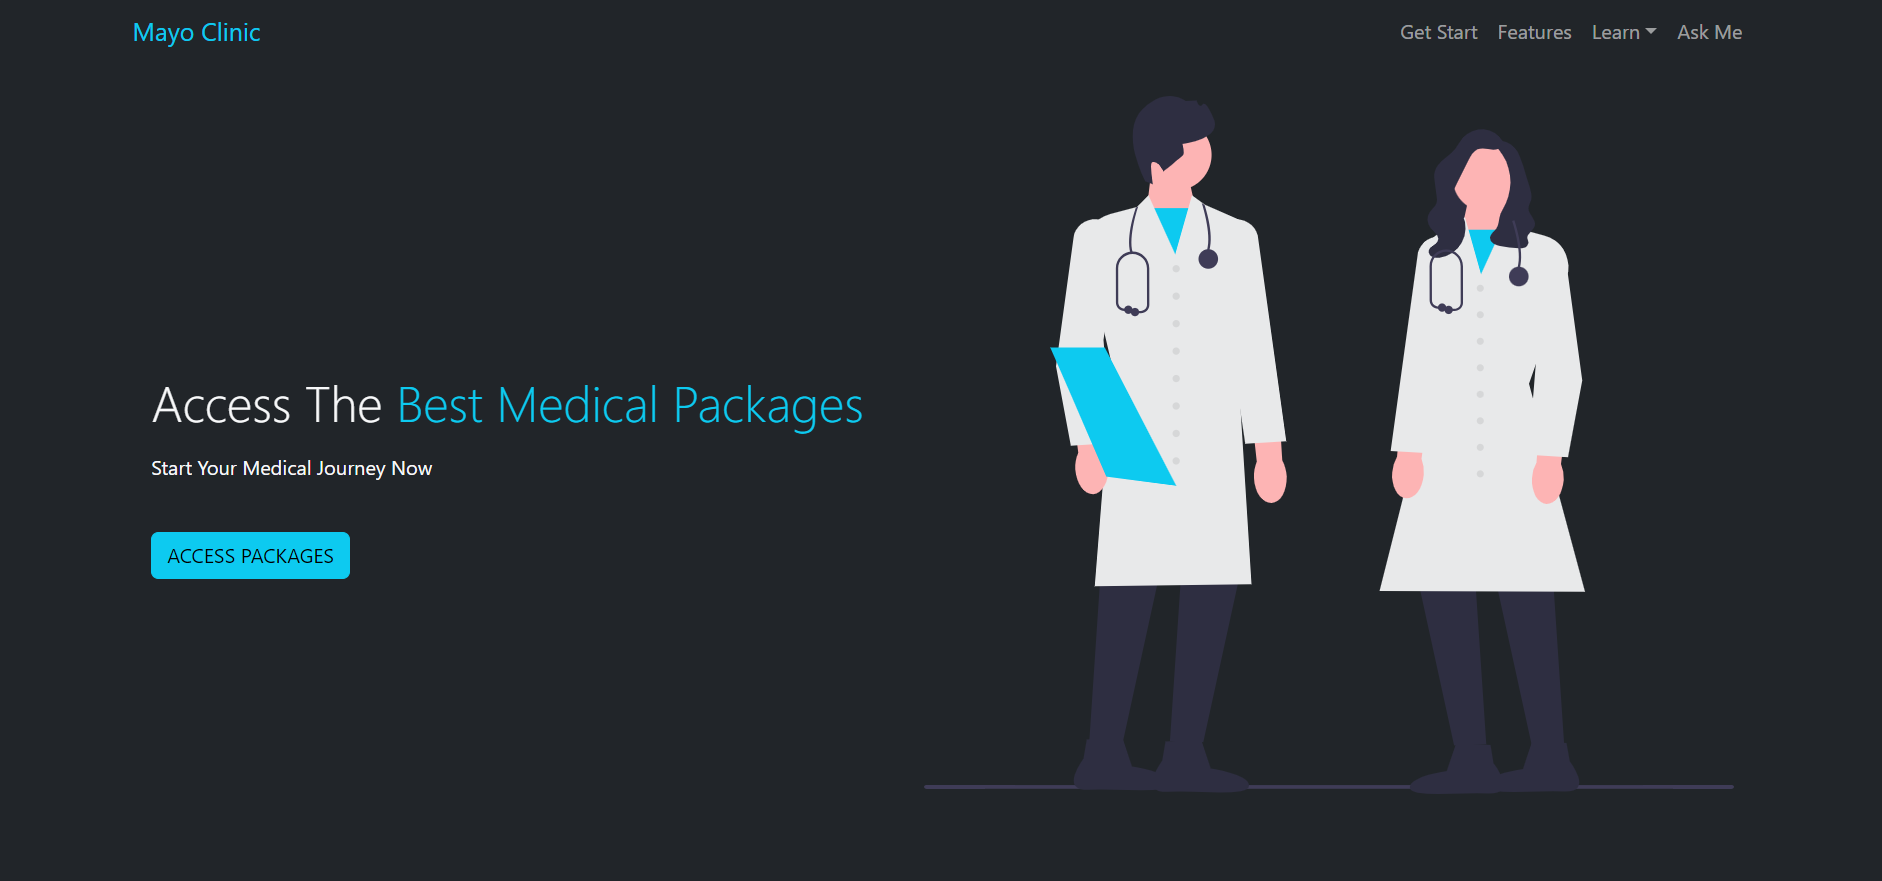 Mayo Clinic
Get Start Features Learn Ask Me
Access The Best Medical Packages
Start Your Medical Journey Now
ACCESS PACKAGES